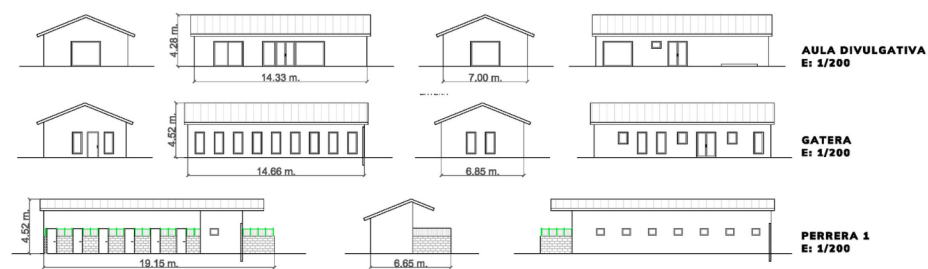 4.28 m.
14.33 m.
7.00 m.
AULA DIVULGATIVA
E: 1/200
4.52 m.
14.66 m.
6.85 m.
GATERA
E: 1/200
4.52 m.
19.15 m.
6.65 m.
PERRERA 1
E: 1/200